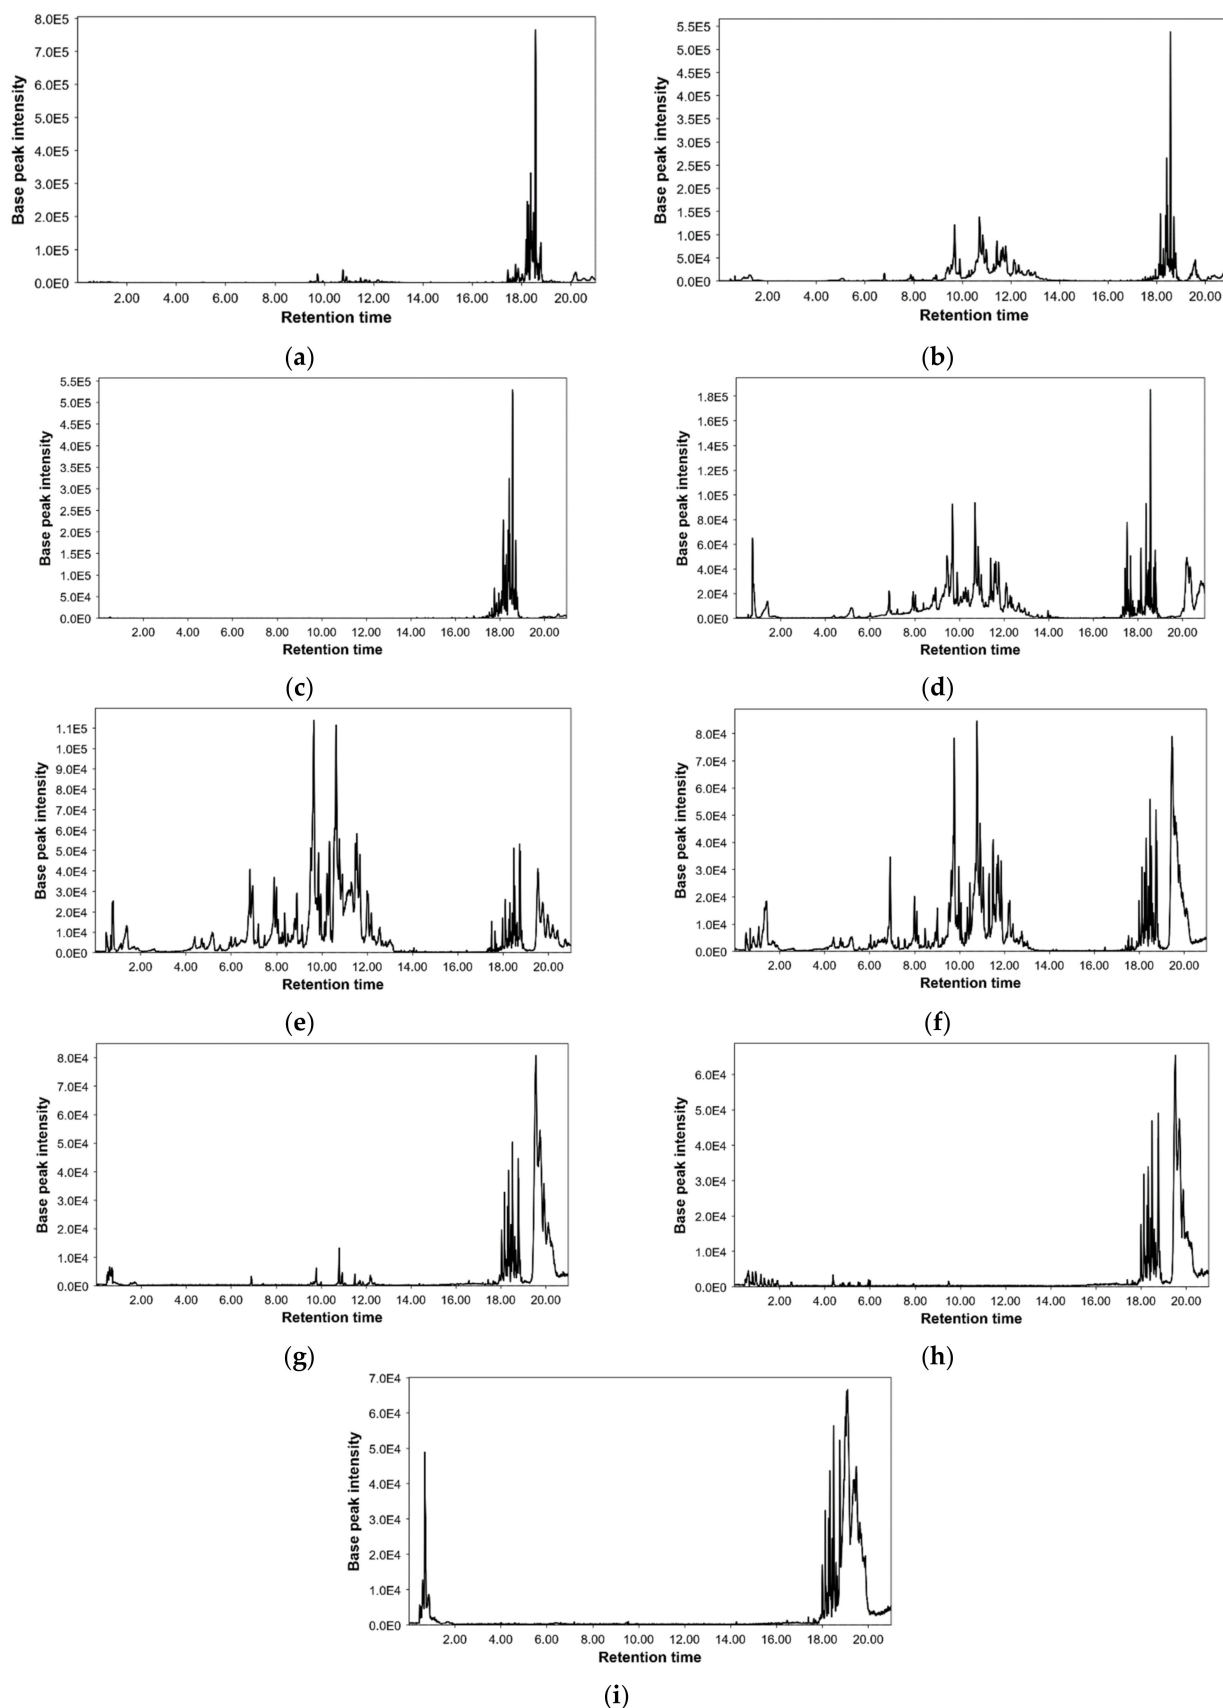 8.0E5
7.0E5
6.0E5
5.0E5
4.0E5
3.0E5
2.0E5
1.0E5
0.0E0
Base peak intensity
2.00 4.00 6.00 8.00 10.00 12.00 14.00 16.00 18.00 20.00
Retention time
(a)
5.5E5
5.0E5
4.5E5
4.0E5
3.5E5
3.0E5
2.5E5
2.0E5
1.5E5
1.0E5
5.0E4
0.0E0
Base peak intensity
2.00 4.00 6.00 8.00 10.00 12.00 14.00 16.00 18.00 20.00
Retention time
(b)
5.5E5
5.0E5
4.5E5
4.0E5
3.5E5
3.0E5
2.5E5
2.0E5
1.5E5
1.0E5
5.0E4
0.0E0
Base peak intensity
2.00 4.00 6.00 8.00 10.00 12.00 14.00 16.00 18.00 20.00
Retention time
(c)
1.8E5
1.6E5
1.4E5
1.2E5
1.0E5
8.0E4
6.0E4
4.0E4
2.0E4
0.0E0
Base peak intensity
2.00 4.00 6.00 8.00 10.00 12.00 14.00 16.00 18.00 20.00
Retention time
(d)
1.1E5
1.0E5
9.0E4
8.0E4
7.0E4
6.0E4
5.0E4
4.0E4
3.0E4
2.0E4
1.0E4
0.0E0
Base peak intensity
2.00 4.00 6.00 8.00 10.00 12.00 14.00 16.00 18.00 20.00
Retention time
(e)
8.0E4
7.0E4
6.0E4
5.0E4
4.0E4
3.0E4
2.0E4
1.0E4
0.0E0
Base peak intensity
2.00 4.00 6.00 8.00 10.00 12.00 14.00 16.00 18.00 20.00
Retention time
(f)
8.0E4
7.0E4
6.0E4
5.0E4
4.0E4
3.0E4
2.0E4
1.0E4
0.0E0
Base peak intensity
2.00 4.00 6.00 8.00 10.00 12.00 14.00 16.00 18.00 20.00
Retention time
(g)
6.0E4
5.0E4
4.0E4
3.0E4
2.0E4
1.0E4
0.0E0
Base peak intensity
2.00 4.00 6.00 8.00 10.00 12.00 14.00 16.00 18.00 20.00
Retention time
(h)
7.0E4
6.0E4
5.0E4
4.0E4
3.0E4
2.0E4
1.0E4
0.0E0
Base peak intensity
2.00 4.00 6.00 8.00 10.00 12.00 14.00 16.00 18.00 20.00
Retention time
(i)